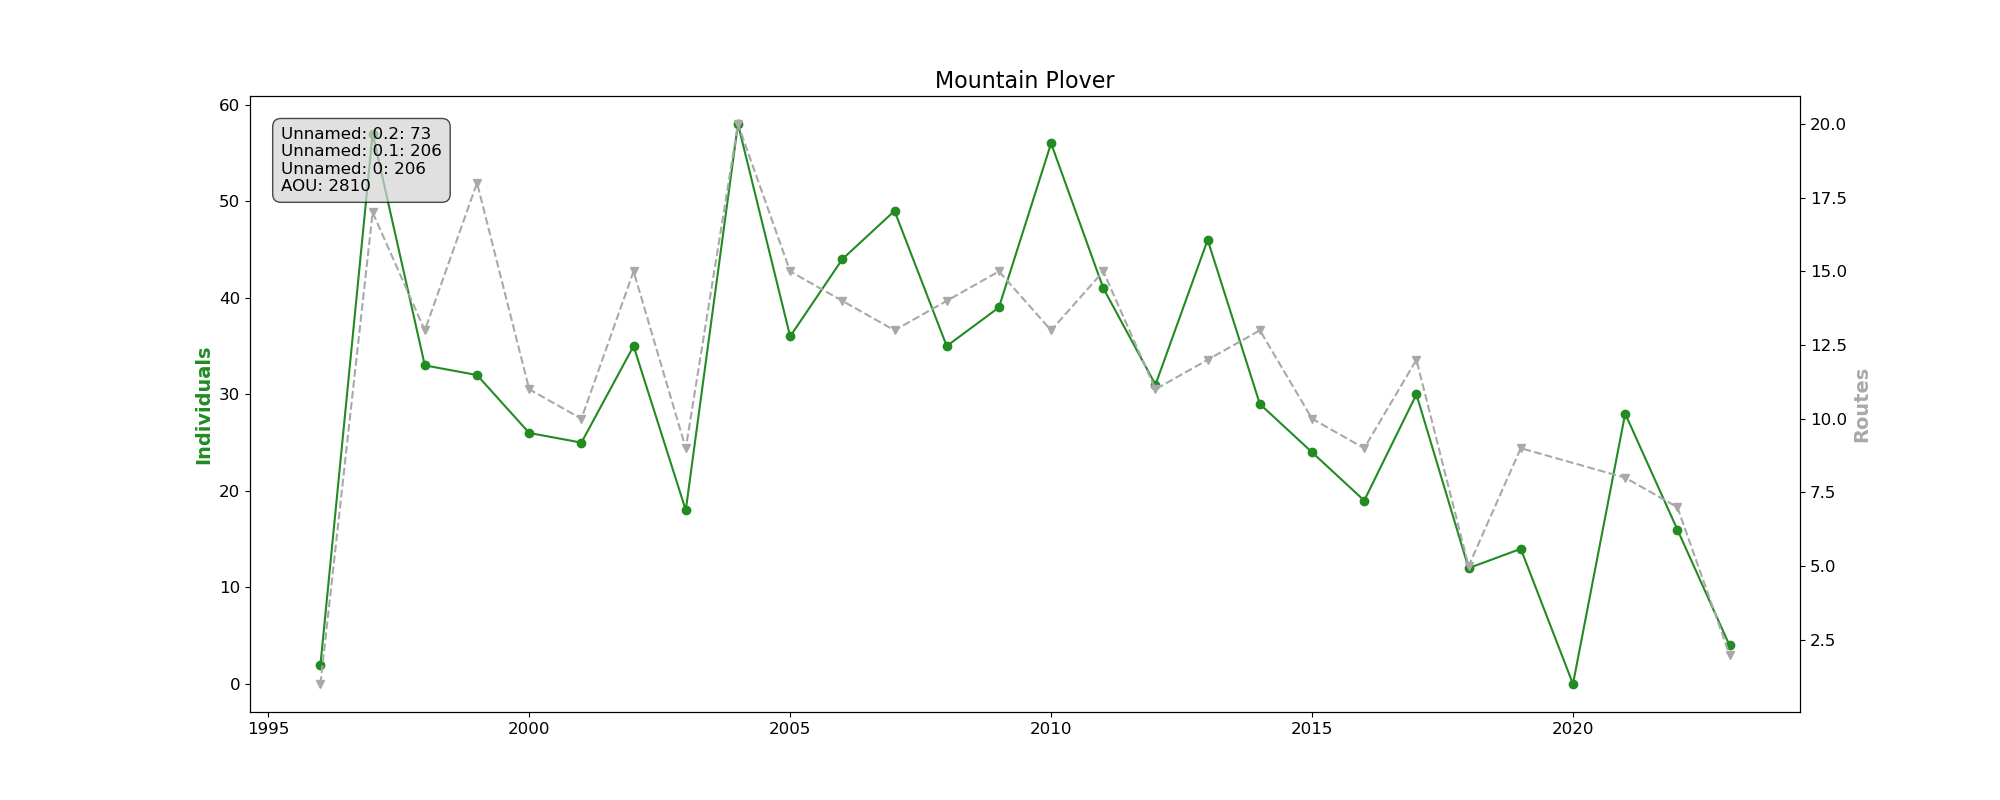 Mountain Plover
Unnamed: 0.2: 73
Unnamed: 0.1: 206
Unnamed: 0: 206
AOU: 2810
Individuals
60
50
40
30
20
10
0
Routes
20.0
17.5
15.0
12.5
10.0
7.5
5.0
2.5
1995 2000 2005 2010 2015 2020